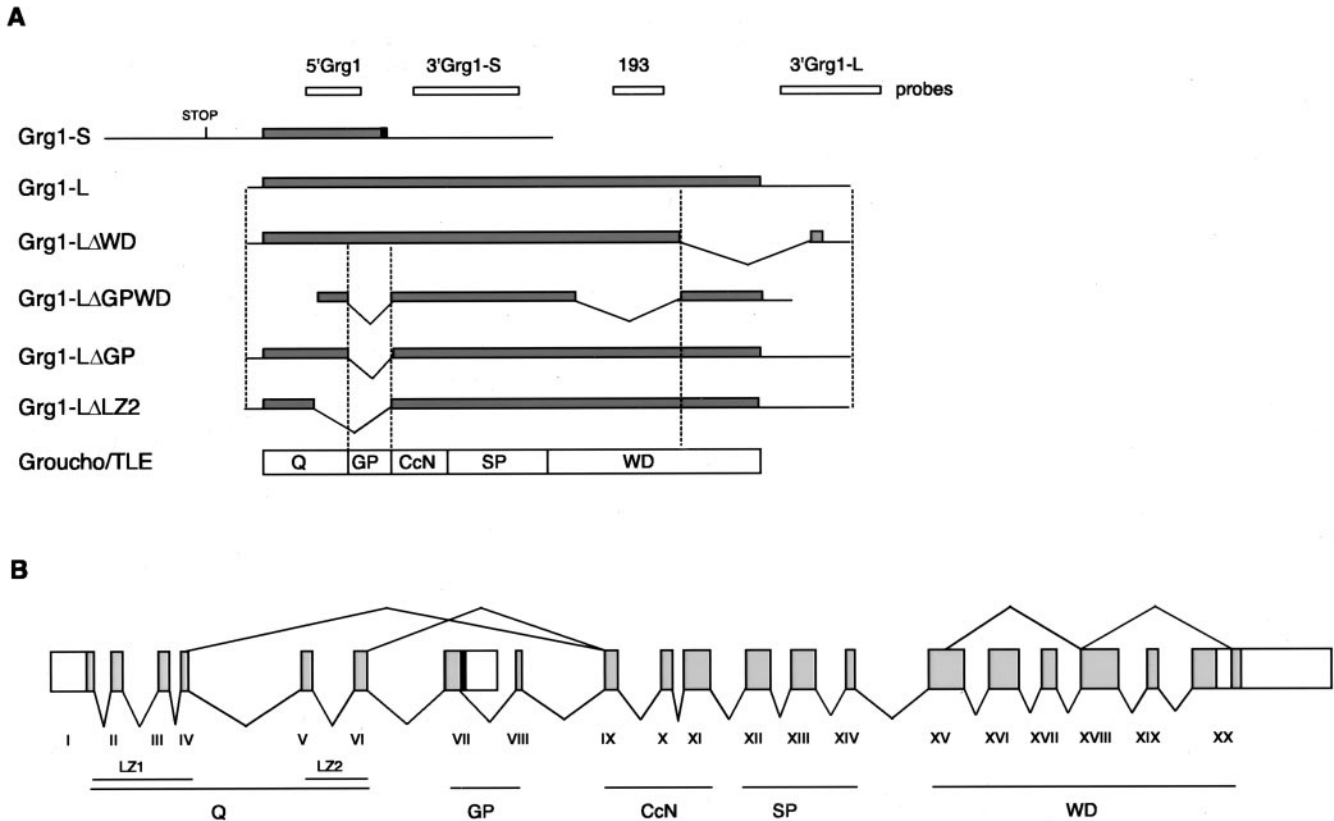 A
5'Grg1 3'Grg1-S 193 3'Grg1-L
probes
STOP
Grg1-S
Grg1-L
Grg1-LΔWD
Grg1-LΔGPWD
Grg1-LΔGP
Grg1-LΔLZ2
Groucho/TLE Q GP CcN SP WD
B
I II III IV V VI VII VIII IX X XI XII XIII XIV XV XVI XVII XVIII XIX XX
LZ1 LZ2
Q GP CcN SP WD